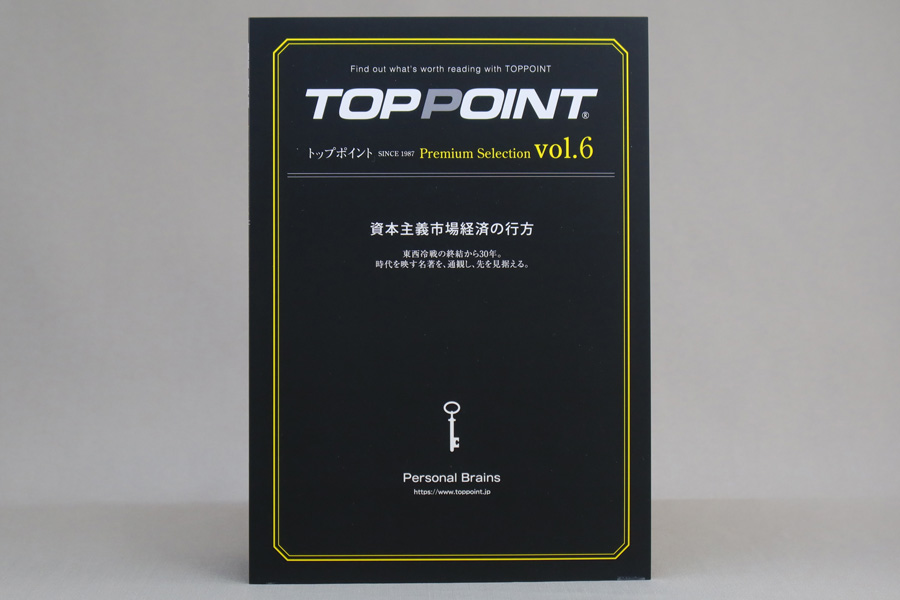 Find out what's worth reading with TOPPOINT
TOPPOINT®
トップポイント SINCE 1987 Premium Selection vol.6
資本主義市場経済の行方
東西冷戦の終結から30年。
時代を映す名著を、通観し、先を見据える。
Personal Brains
https://www.toppoint.jp